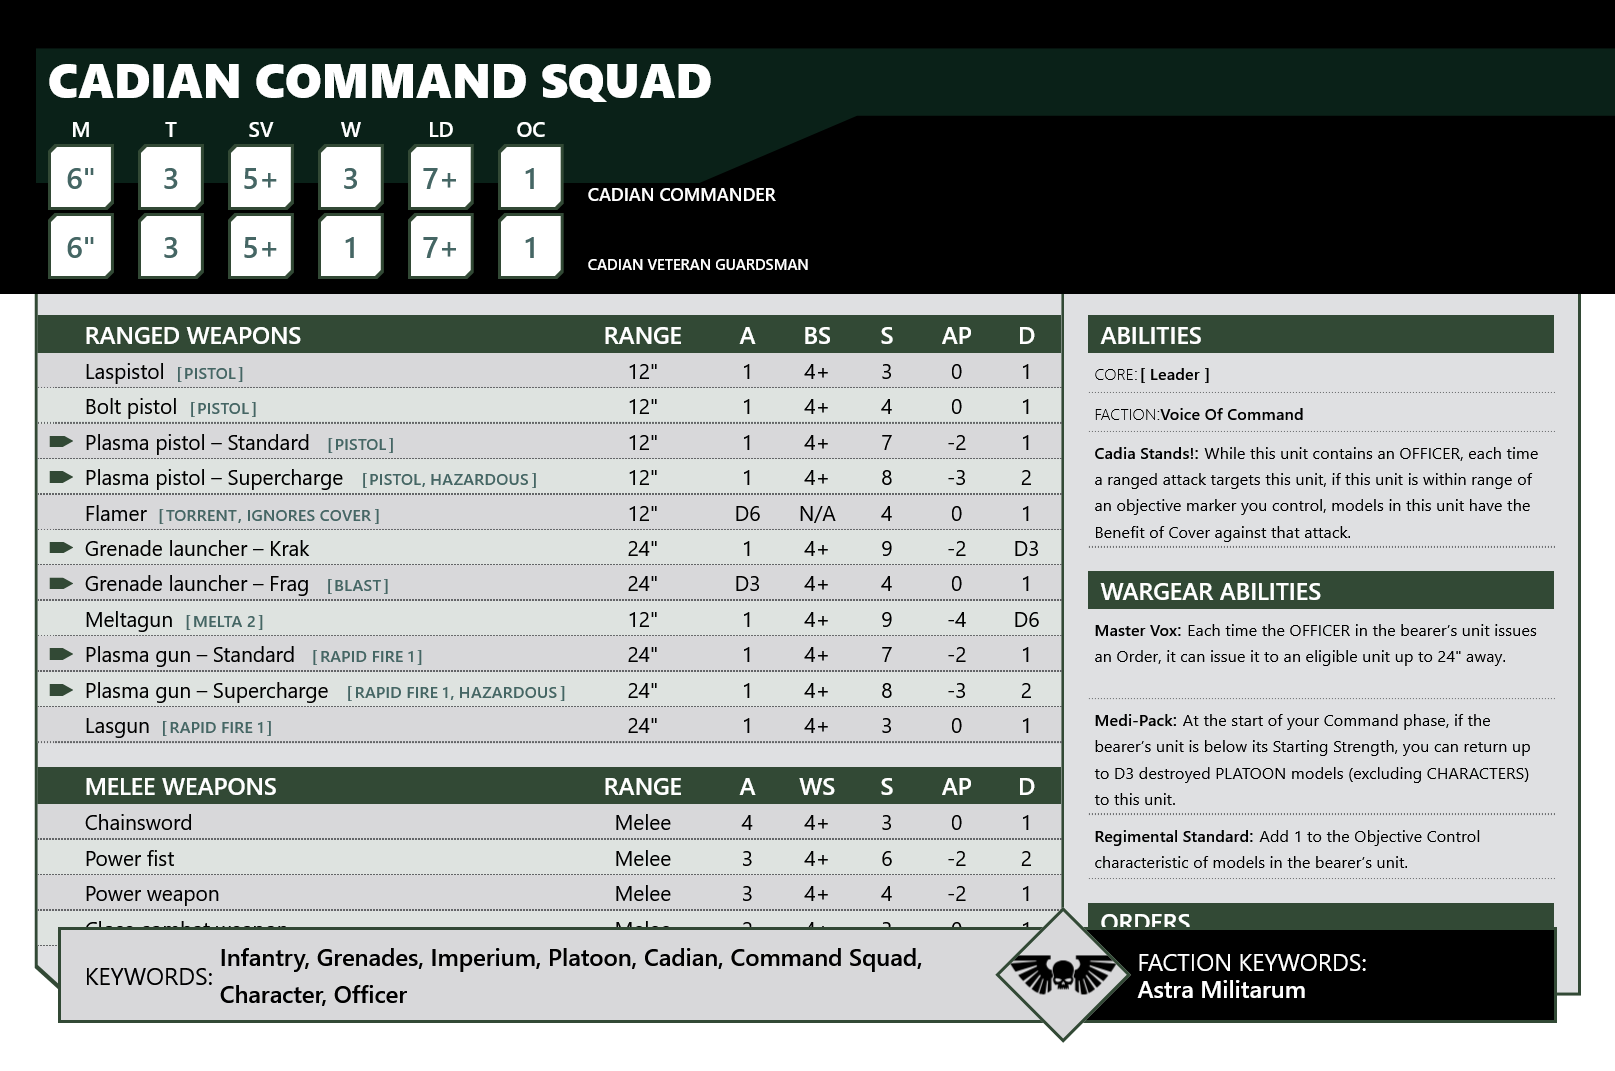 CADIAN COMMAND SQUAD
M T SV W LD OC
6" 3 5+ 3 7+ 1 CADIAN COMMANDER
6" 3 5+ 1 7+ 1 CADIAN VETERAN GUARDSMAN
RANGED WEAPONS RANGE A BS S AP D
Laspistol [PISTOL] 12" 1 4+ 3 0 1
Bolt pistol [PISTOL] 12" 1 4+ 4 0 1
Plasma pistol – Standard [PISTOL] 12" 1 4+ 7 -2 1
Plasma pistol – Supercharge [PISTOL, HAZARDOUS] 12" 1 4+ 8 -3 2
Flamer [TORRENT, IGNORES COVER] 12" D6 N/A 4 0 1
Grenade launcher – Krak 24" 1 4+ 9 -2 D3
Grenade launcher – Frag [BLAST] 24" D3 4+ 4 0 1
Meltagun [MELTA 2] 12" 1 4+ 9 -4 D6
Plasma gun – Standard [RAPID FIRE 1] 24" 1 4+ 7 -2 1
Plasma gun – Supercharge [RAPID FIRE 1, HAZARDOUS] 24" 1 4+ 8 -3 2
Lasgun [RAPID FIRE 1] 24" 1 4+ 3 0 1
MELEE WEAPONS RANGE A WS S AP D
Chainsword Melee 4 4+ 3 0 1
Power fist Melee 3 4+ 6 -2 2
Power weapon Melee 3 4+ 4 -2 1
Close combat weapon Melee
ABILITIES
CORE: [ Leader ]
FACTION:Voice Of Command
Cadia Stands!: While this unit contains an OFFICER, each time
a ranged attack targets this unit, if this unit is within range of
an objective marker you control, models in this unit have the
Benefit of Cover against that attack.
WARGEAR ABILITIES
Master Vox: Each time the OFFICER in the bearer’s unit issues
an Order, it can issue it to an eligible unit up to 24" away.
Medi-Pack: At the start of your Command phase, if the
bearer’s unit is below its Starting Strength, you can return up
to D3 destroyed PLATOON models (excluding CHARACTERS)
to this unit.
Regimental Standard: Add 1 to the Objective Control
characteristic of models in the bearer’s unit.
ORDERS
KEYWORDS: Infantry, Grenades, Imperium, Platoon, Cadian, Command Squad,
Character, Officer
FACTION KEYWORDS:
Astra Militarum